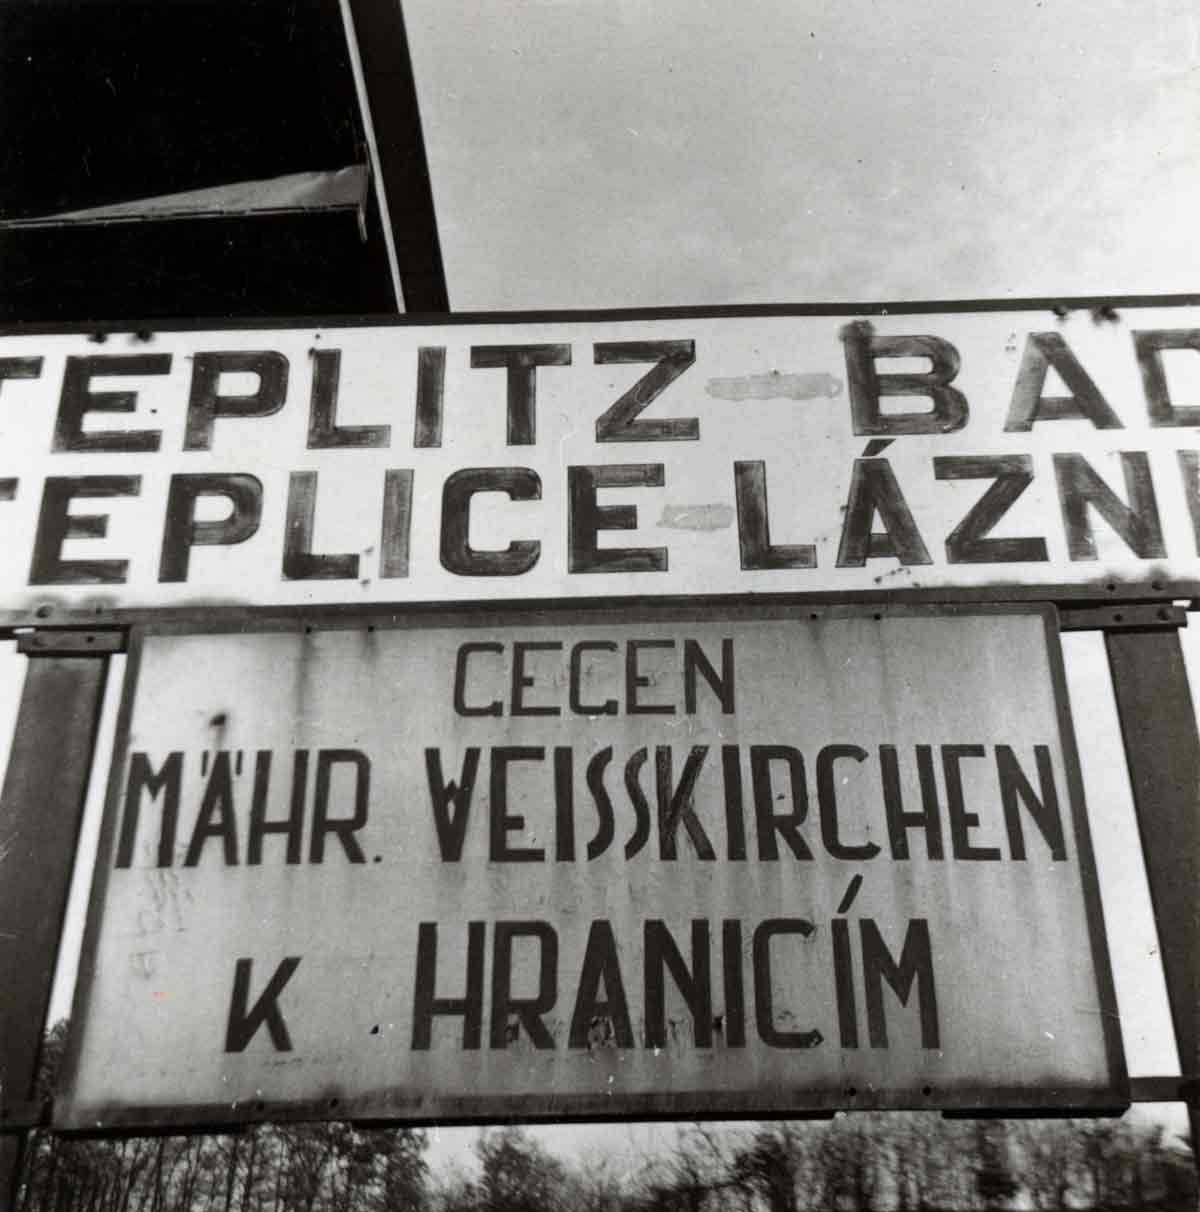 TEPLITZ-BAD
TEPLICE-LÁZN
GEGEN
MÄHR. WEISSKIRCHEN
K HRANICÍM